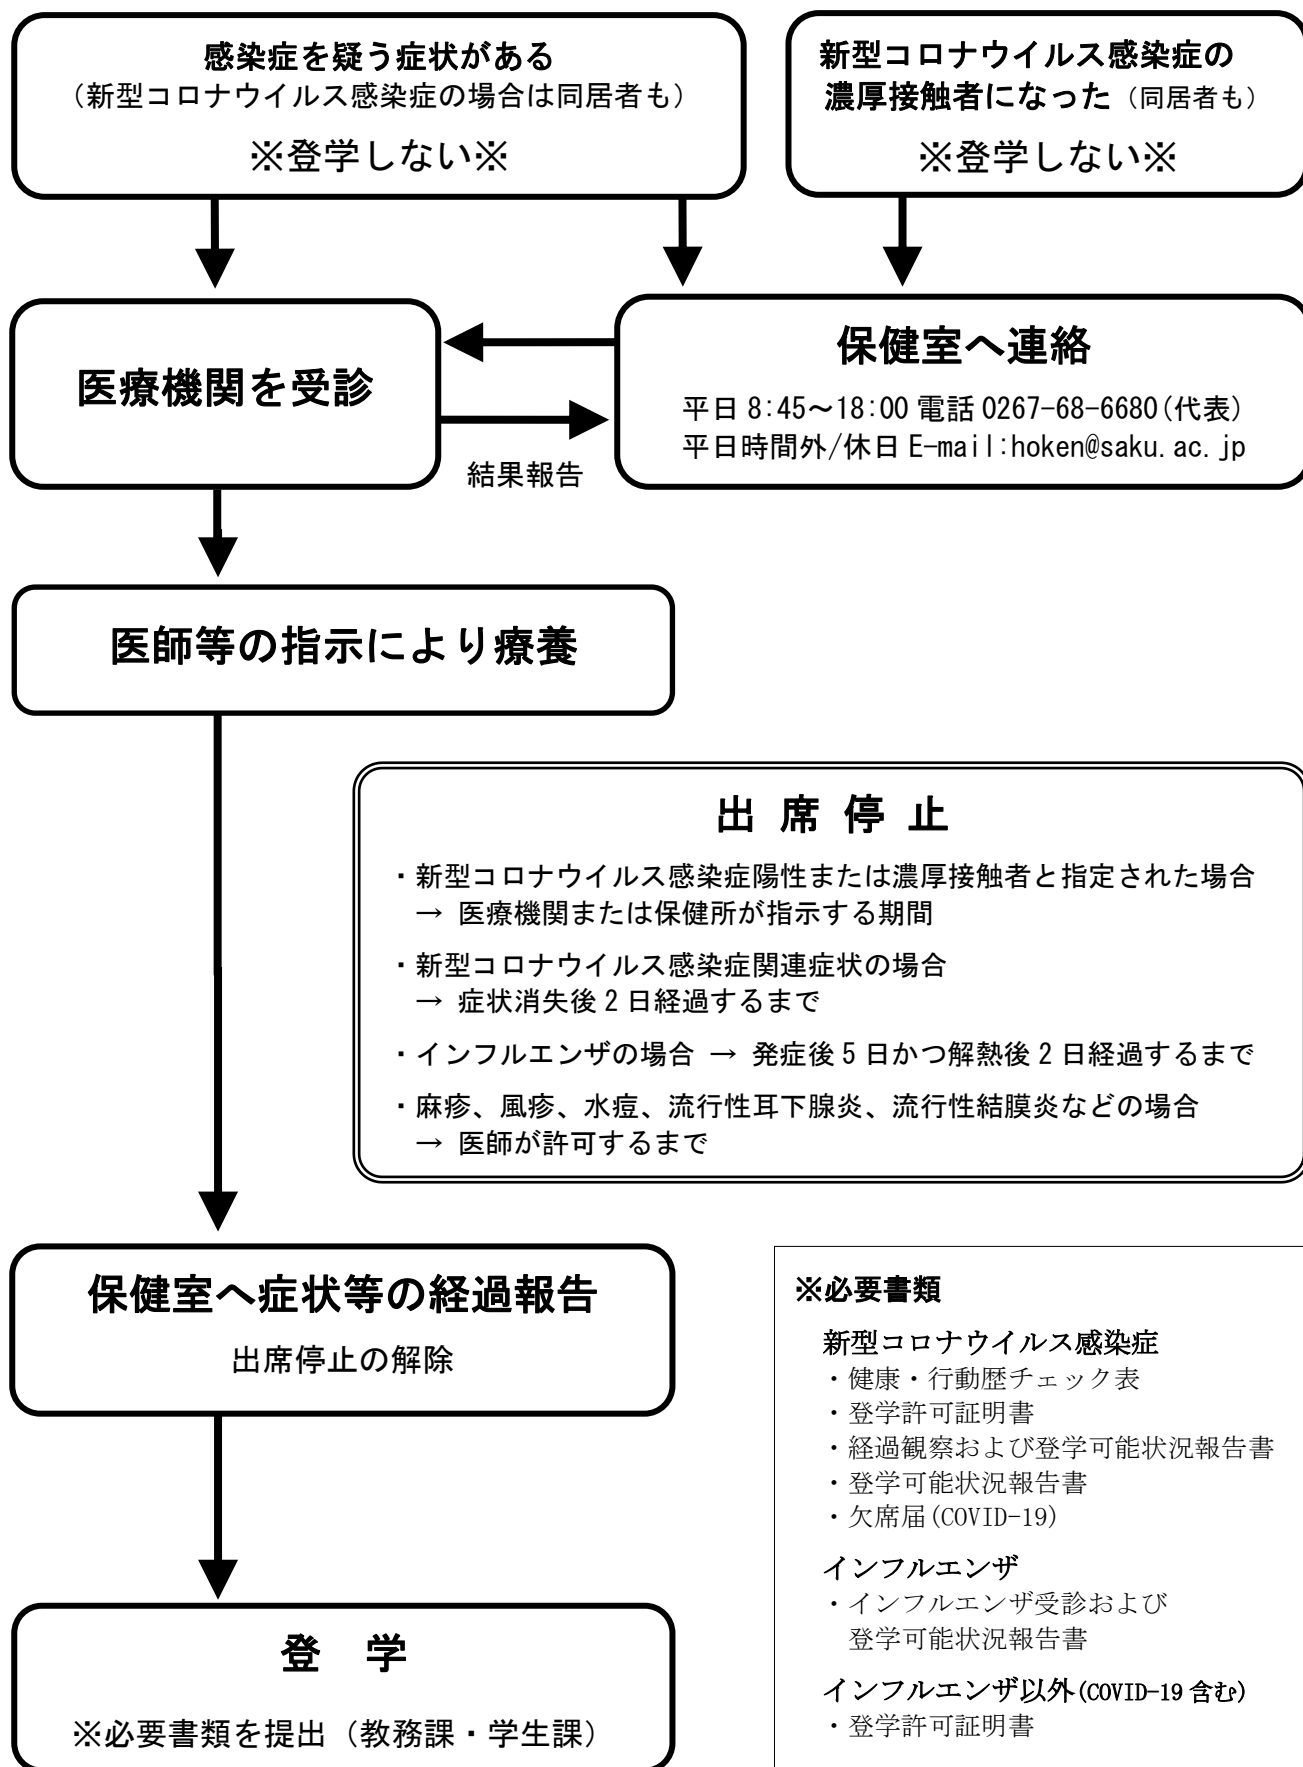 感染症を疑う症状がある
（新型コロナウイルス感染症の場合は同居者も）
※登学しない※
新型コロナウイルス感染症の
濃厚接触者になった（同居者も）
※登学しない※
医療機関を受診
保健室へ連絡
平日 8:45～18:00 電話 0267-68-6680(代表)
平日時間外/休日 E-mail:hoken@saku.ac.jp
結果報告
医師等の指示により療養
出 席 停 止
・新型コロナウイルス感染症陽性または濃厚接触者と指定された場合
→ 医療機関または保健所が指示する期間
・新型コロナウイルス感染症関連症状の場合
→ 症状消失後 2 日経過するまで
・インフルエンザの場合 → 発症後 5 日かつ解熱後 2 日経過するまで
・麻疹、風疹、水痘、流行性耳下腺炎、流行性結膜炎などの場合
→ 医師が許可するまで
保健室へ症状等の経過報告
出席停止の解除
登　学
※必要書類を提出（教務課・学生課）
※必要書類
新型コロナウイルス感染症
・健康・行動歴チェック表
・登学許可証明書
・経過観察および登学可能状況報告書
・登学可能状況報告書
・欠席届(COVID-19)
インフルエンザ
・インフルエンザ受診および
登学可能状況報告書
インフルエンザ以外(COVID-19 含む)
・登学許可証明書